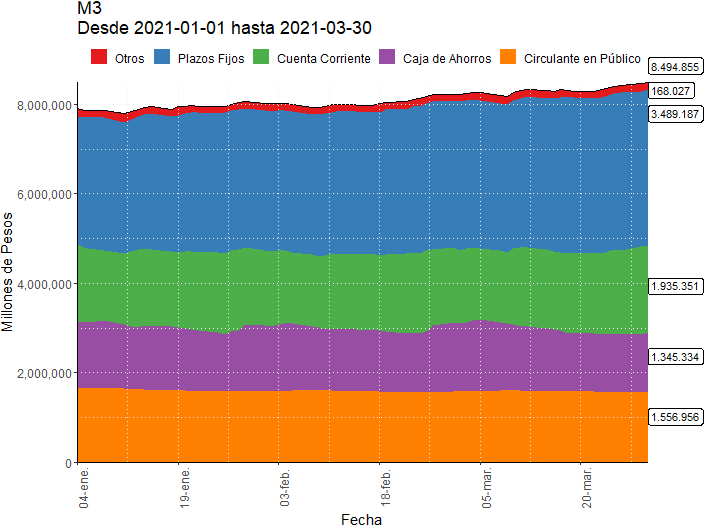 M3
Desde 2021-01-01 hasta 2021-03-30
Otros Plazos Fijos Cuenta Corriente Caja de Ahorros Circulante en Público
8.494.855
168.027
3.489.187
1.935.351
1.345.334
1.556.956
Millones de Pesos
8,000,000
6,000,000
4,000,000
2,000,000
0
04-ene.
19-ene.
03-feb.
18-feb.
05-mar.
20-mar.
Fecha